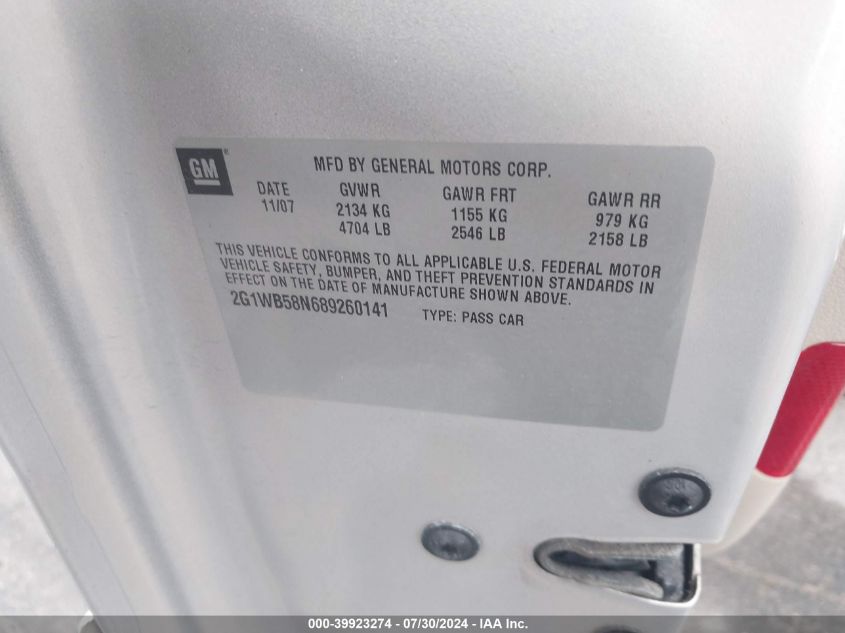 GM®
MFD BY GENERAL MOTORS CORP.
DATE GVWR GAWR FRT GAWR RR
11/07 2134 KG 1155 KG 979 KG
4704 LB 2546 LB 2158 LB
THIS VEHICLE CONFORMS TO ALL APPLICABLE U.S. FEDERAL MOTOR
VEHICLE SAFETY, BUMPER, AND THEFT PREVENTION STANDARDS IN
EFFECT ON THE DATE OF MANUFACTURE SHOWN ABOVE.
2G1WB58N689260141 TYPE: PASS CAR
000-39923274 - 07/30/2024 - IAA Inc.